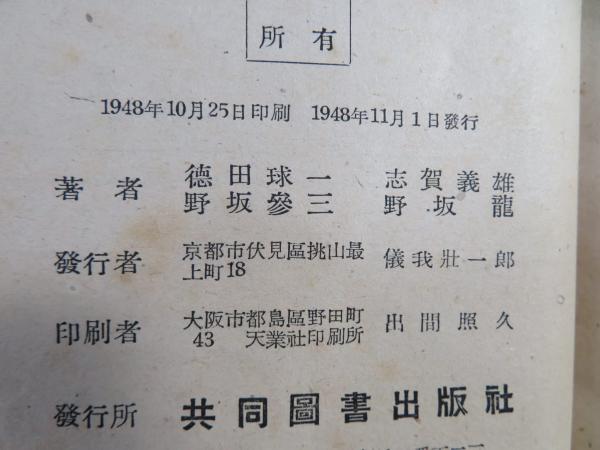 所有
1948年10月25日印刷 1948年11月1日發行
著者 德田球一 志賀義雄
野坂參三 野坂龍
發行者 京都市伏見區挑山最上町18 儀我壯一郎
印刷者 大阪市都島區野田町43 天業社印刷所 出間照久
發行所 共同圖書出版社